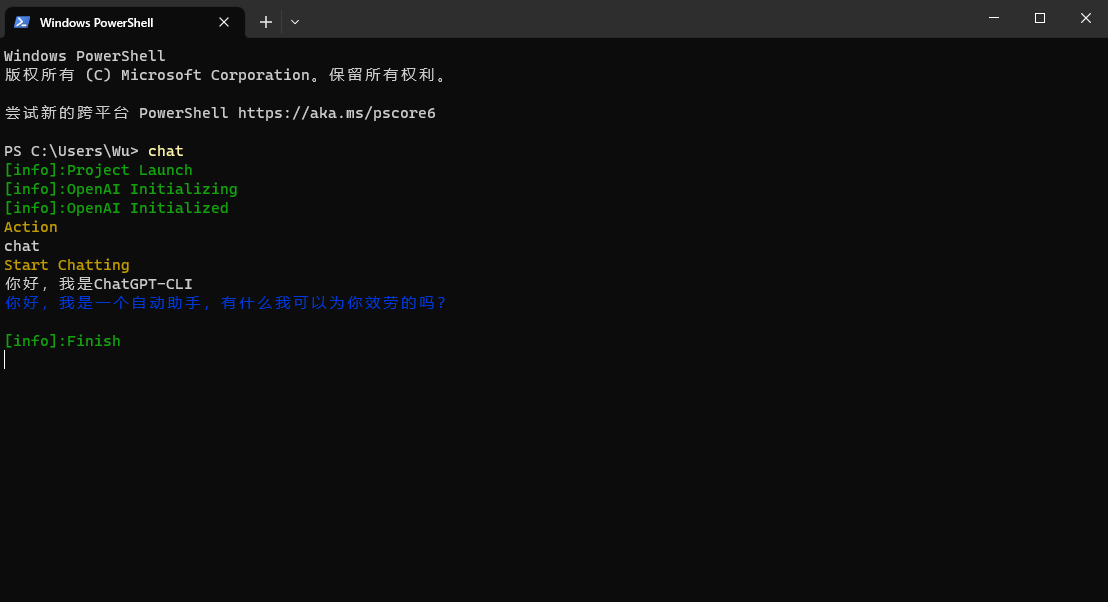 Windows PowerShell
Windows PowerShell
版权所有 (C) Microsoft Corporation。保留所有权利。
尝试新的跨平台 PowerShell https://aka.ms/pscore6
PS C:\Users\Wu> chat
[info]:Project Launch
[info]:OpenAI Initializing
[info]:OpenAI Initialized
Action
chat
Start Chatting
你好，我是ChatGPT-CLI
你好，我是一个自动助手，有什么我可以为你效劳的吗？
[info]:Finish